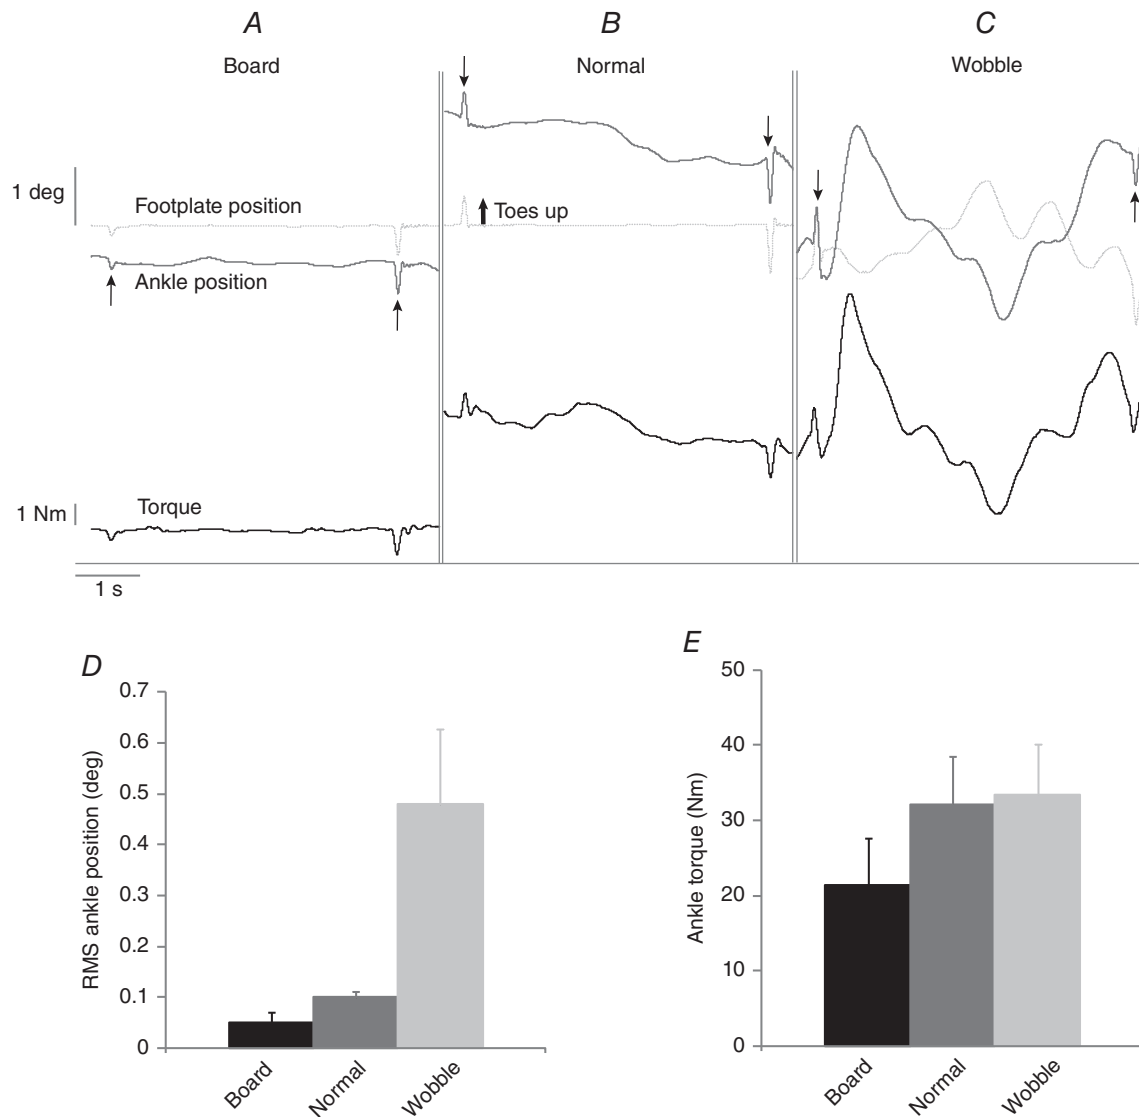 A
B
C
Board
Normal
Wobble
1 deg
Footplate position
Toes up
Ankle position
1 Nm
Torque
1 s
D
RMS ankle position (deg)
0.7
0.6
0.5
0.4
0.3
0.2
0.1
0
Board
Normal
Wobble
E
Ankle torque (Nm)
50
40
30
20
10
0
Board
Normal
Wobble